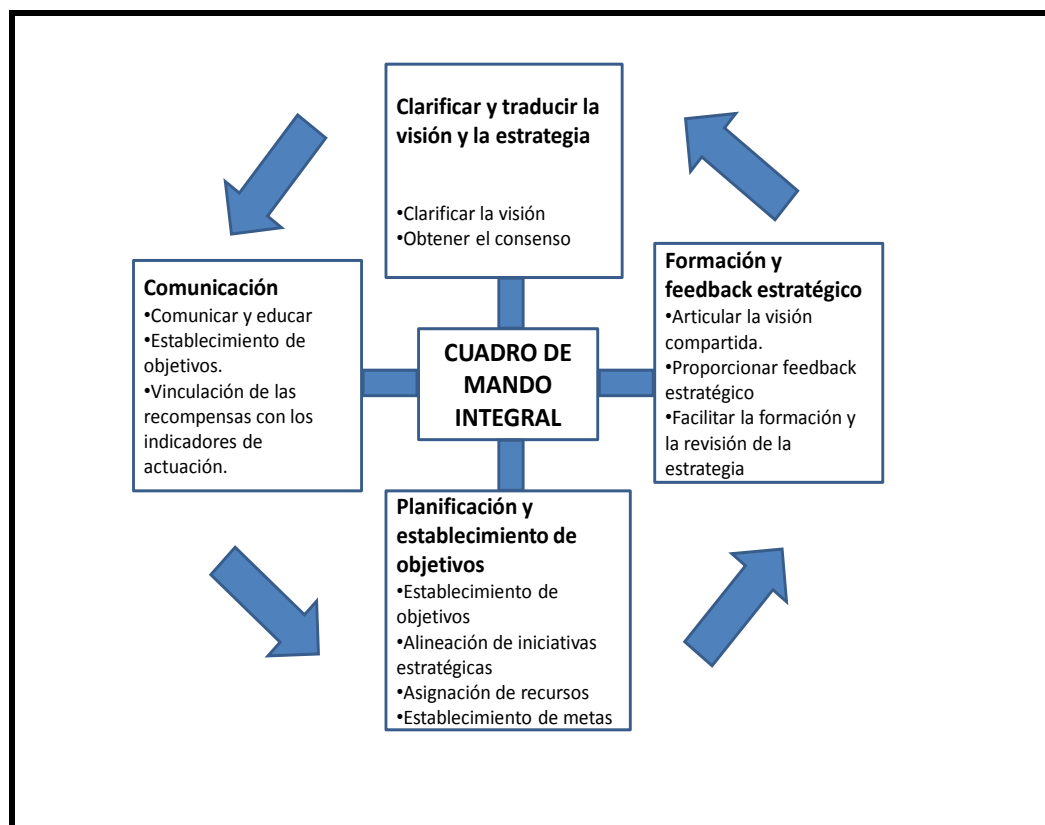 Clarificar y traducir la
visión y la estrategia
•Clarificar la visión
•Obtener el consenso
Comunicación
•Comunicar y educar
•Establecimiento de
objetivos.
•Vinculación de las
recompensas con los
indicadores de
actuación.
CUADRO DE
MANDO
INTEGRAL
Formación y
feedback estratégico
•Articular la visión
compartida.
•Proporcionar feedback
estratégico
•Facilitar la formación y
la revisión de la
estrategia
Planificación y
establecimiento de
objetivos
•Establecimiento de
objetivos
•Alineación de iniciativas
estratégicas
•Asignación de recursos
•Establecimiento de metas